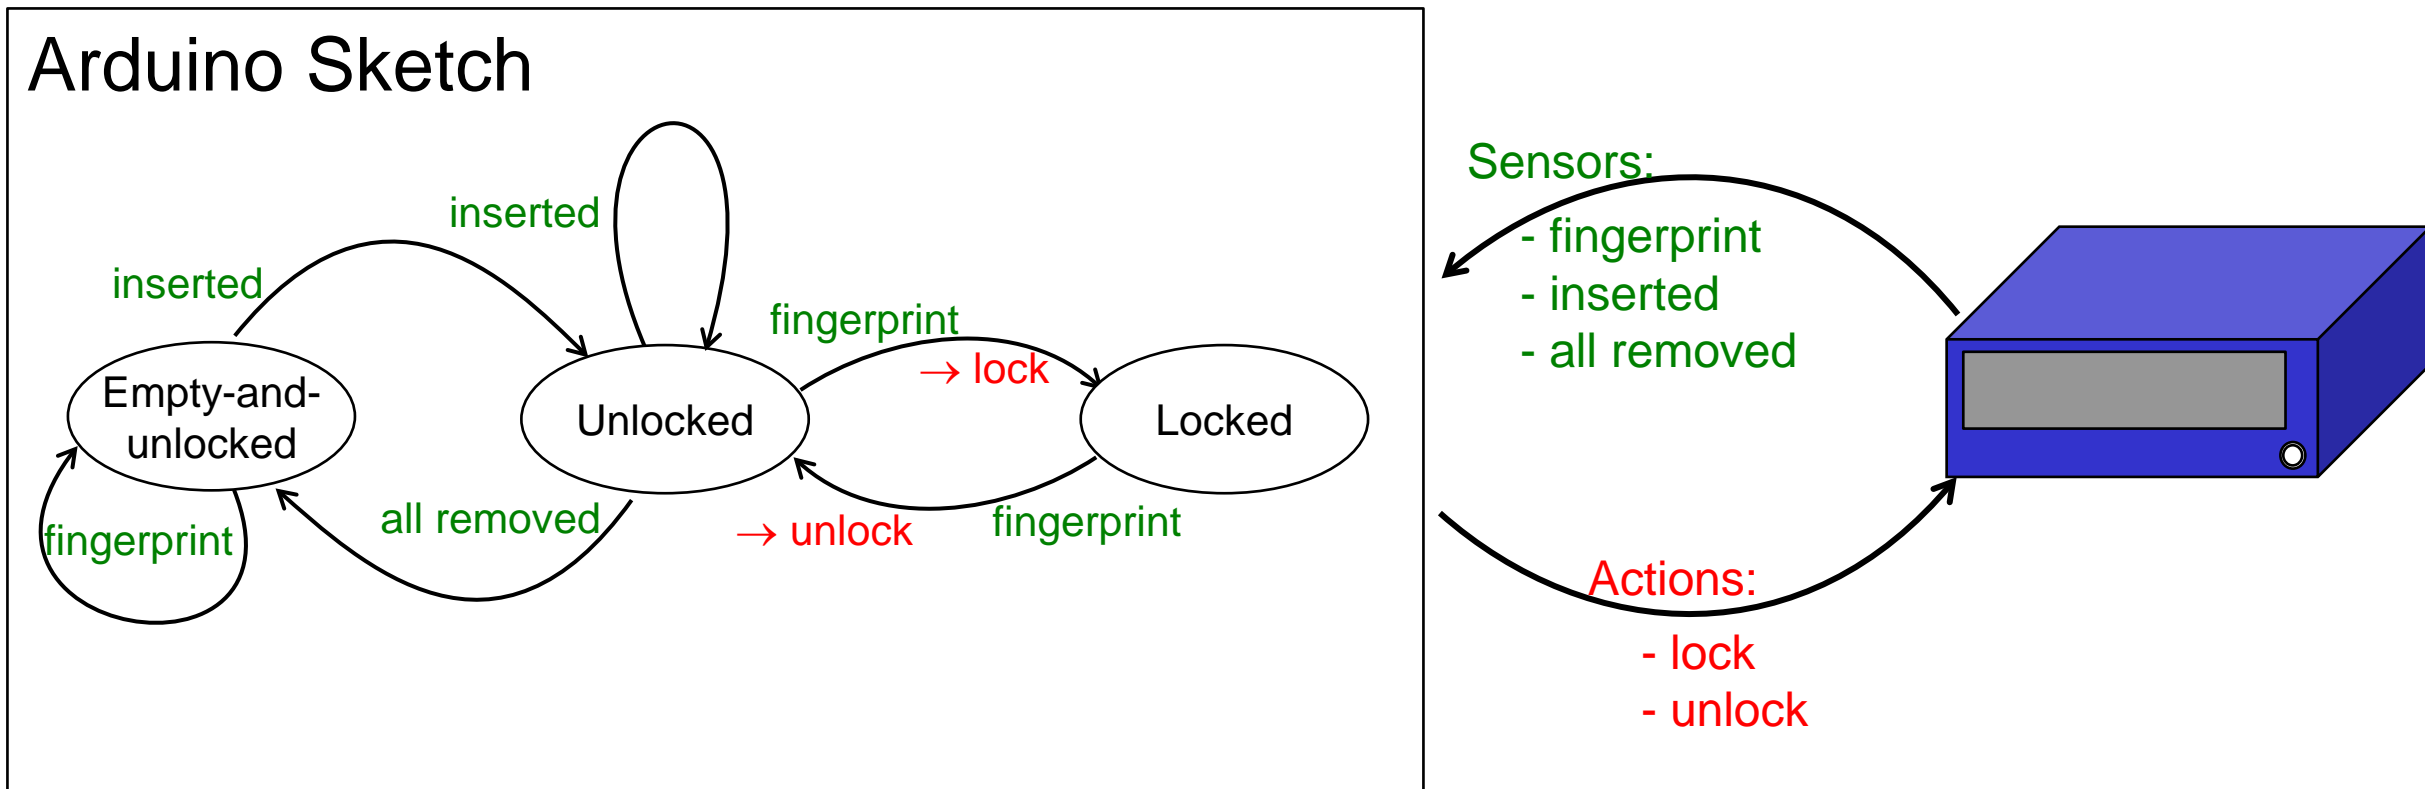 Arduino Sketch
inserted
inserted
fingerprint
→ lock
Empty-and-
unlocked
Unlocked
Locked
fingerprint
all removed
→ unlock
fingerprint
Sensors:
- fingerprint
- inserted
- all removed
Actions:
- lock
- unlock